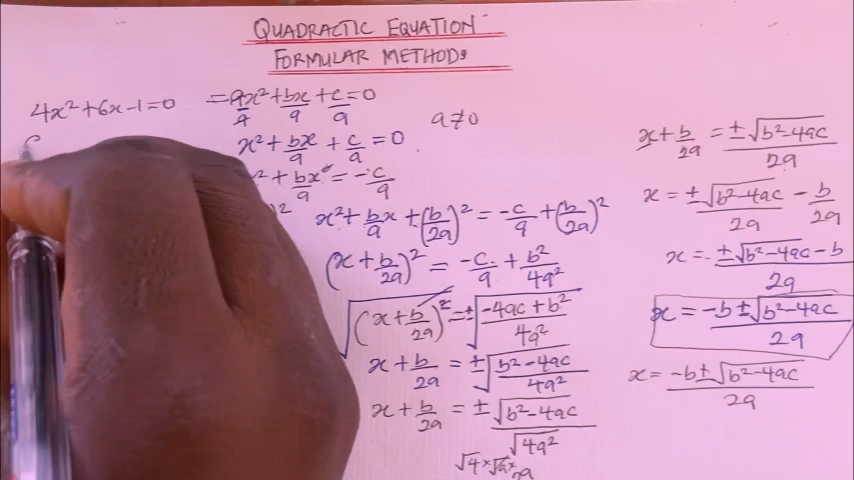 QUADRACTIC EQUATION
FORMULAR METHOD:
4x²+6x-1=0
= ax²/a + bx/a + c/a = 0
a≠0
x² + bx/a + c/a = 0
² + bx/a = -c/a
)²
x² + b/a x + (b/2a)² = -c/a + (b/2a)²
(x + b/2a)² = -c/a + b²/4a²
√(x + b/2a)² = ±√(-4ac + b²)/4a²
x + b/2a = ±√(b²-4ac)/4a²
x + b/2a = ± √b²-4ac/√4a²
√4 × √a²
2a
x + b/2a = ±√b²-4ac/2a
x = ±√b²-4ac/2a - b/2a
x = ±√b²-4ac - b/2a
x = -b±√b²-4ac/2a
x = -b±√b²-4ac/2a